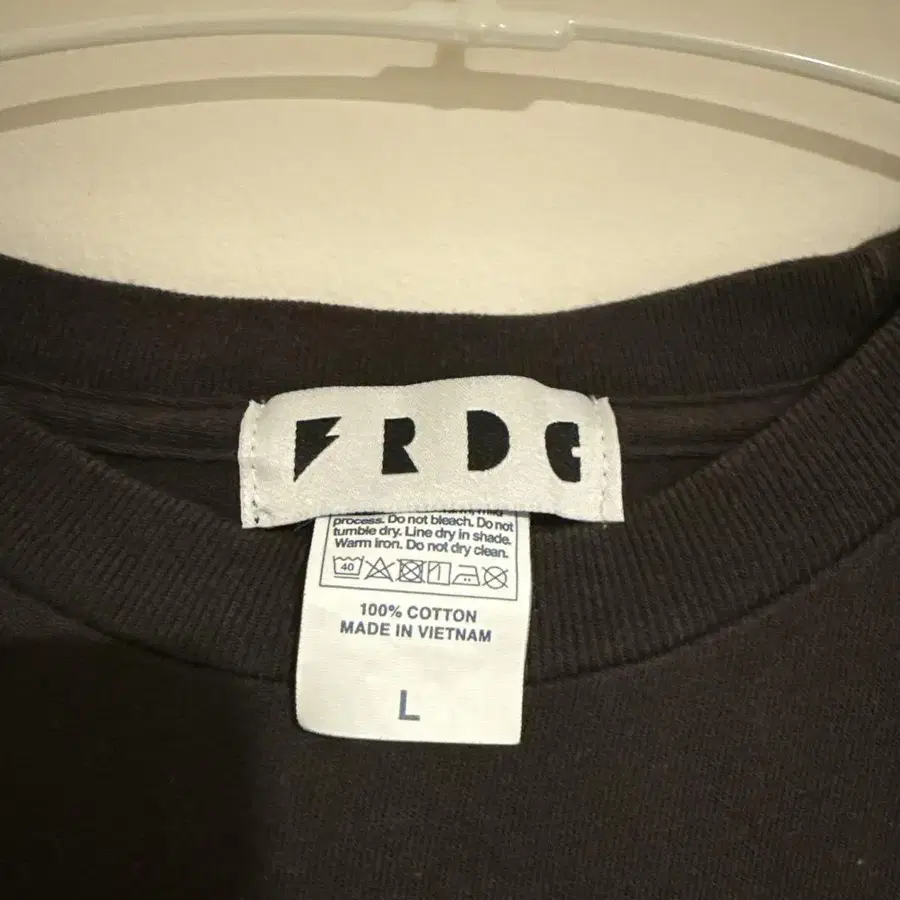 FRDC
process. Do not bleach. Do not
tumble dry. Line dry in shade.
Warm iron. Do not dry clean.
40
100% COTTON
MADE IN VIETNAM
L